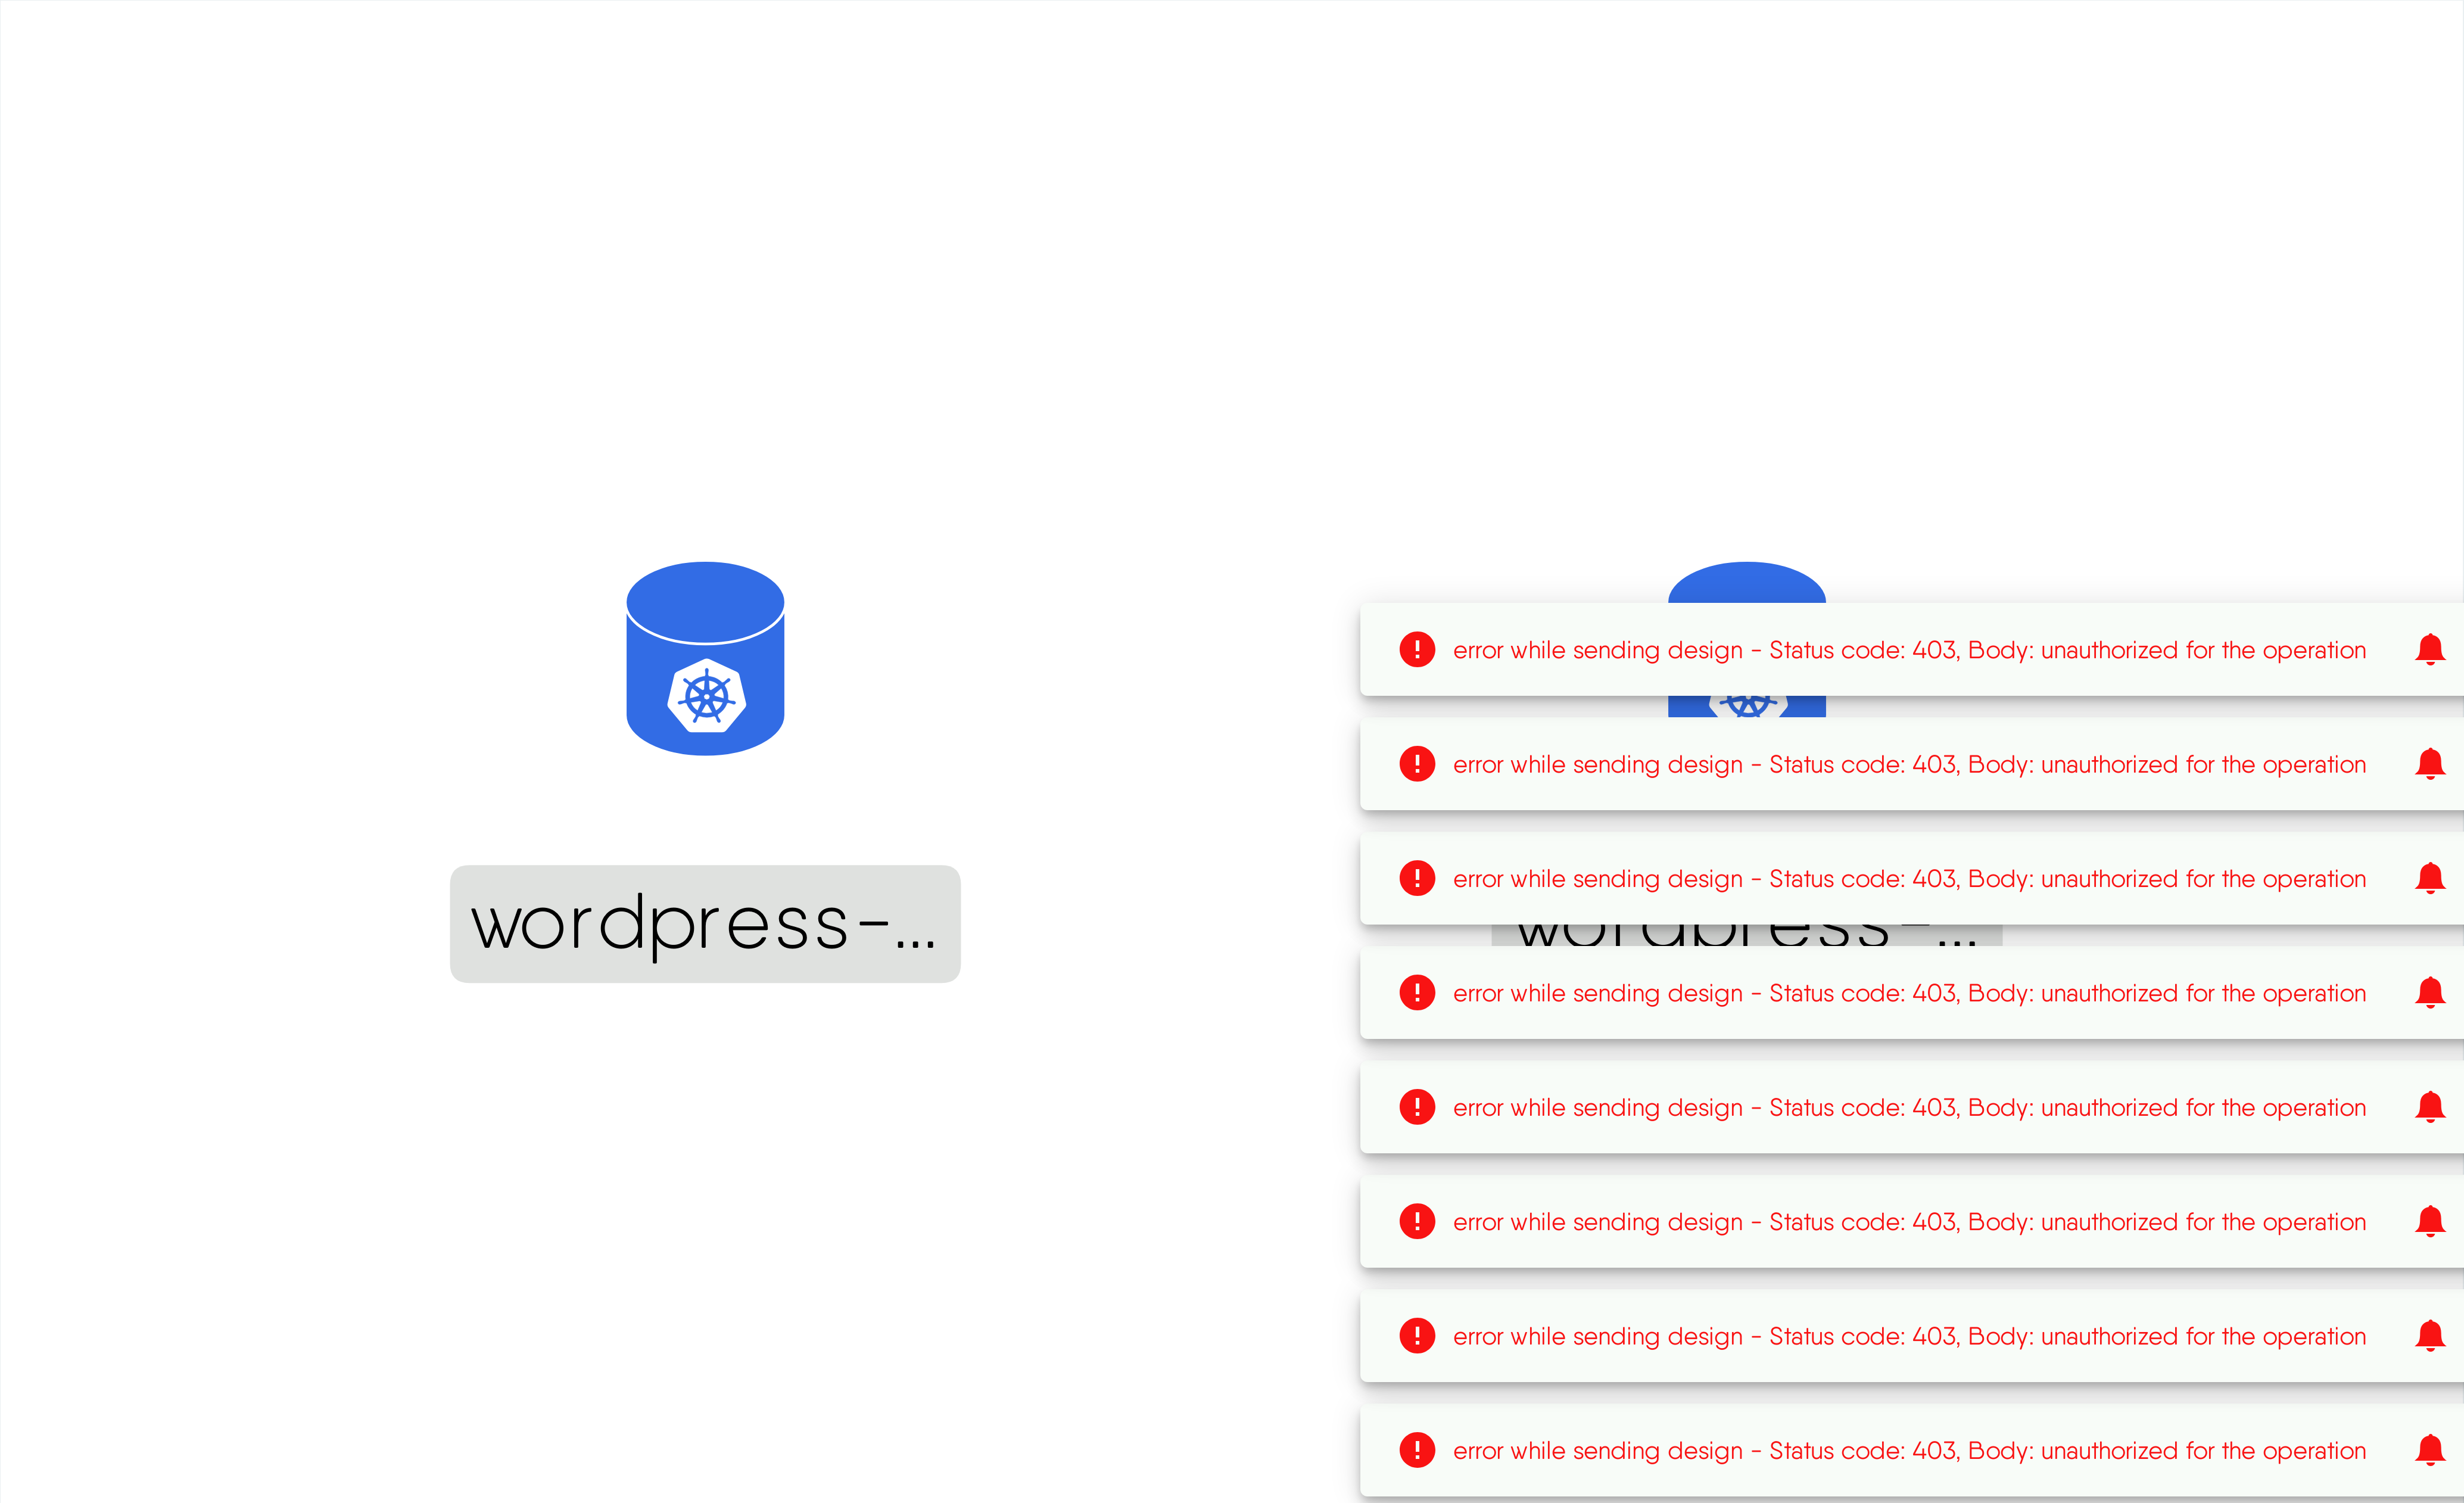 wordpress-...
error while sending design - Status code: 403, Body: unauthorized for the operation
error while sending design - Status code: 403, Body: unauthorized for the operation
error while sending design - Status code: 403, Body: unauthorized for the operation
wordpress-...
error while sending design - Status code: 403, Body: unauthorized for the operation
error while sending design - Status code: 403, Body: unauthorized for the operation
error while sending design - Status code: 403, Body: unauthorized for the operation
error while sending design - Status code: 403, Body: unauthorized for the operation
error while sending design - Status code: 403, Body: unauthorized for the operation